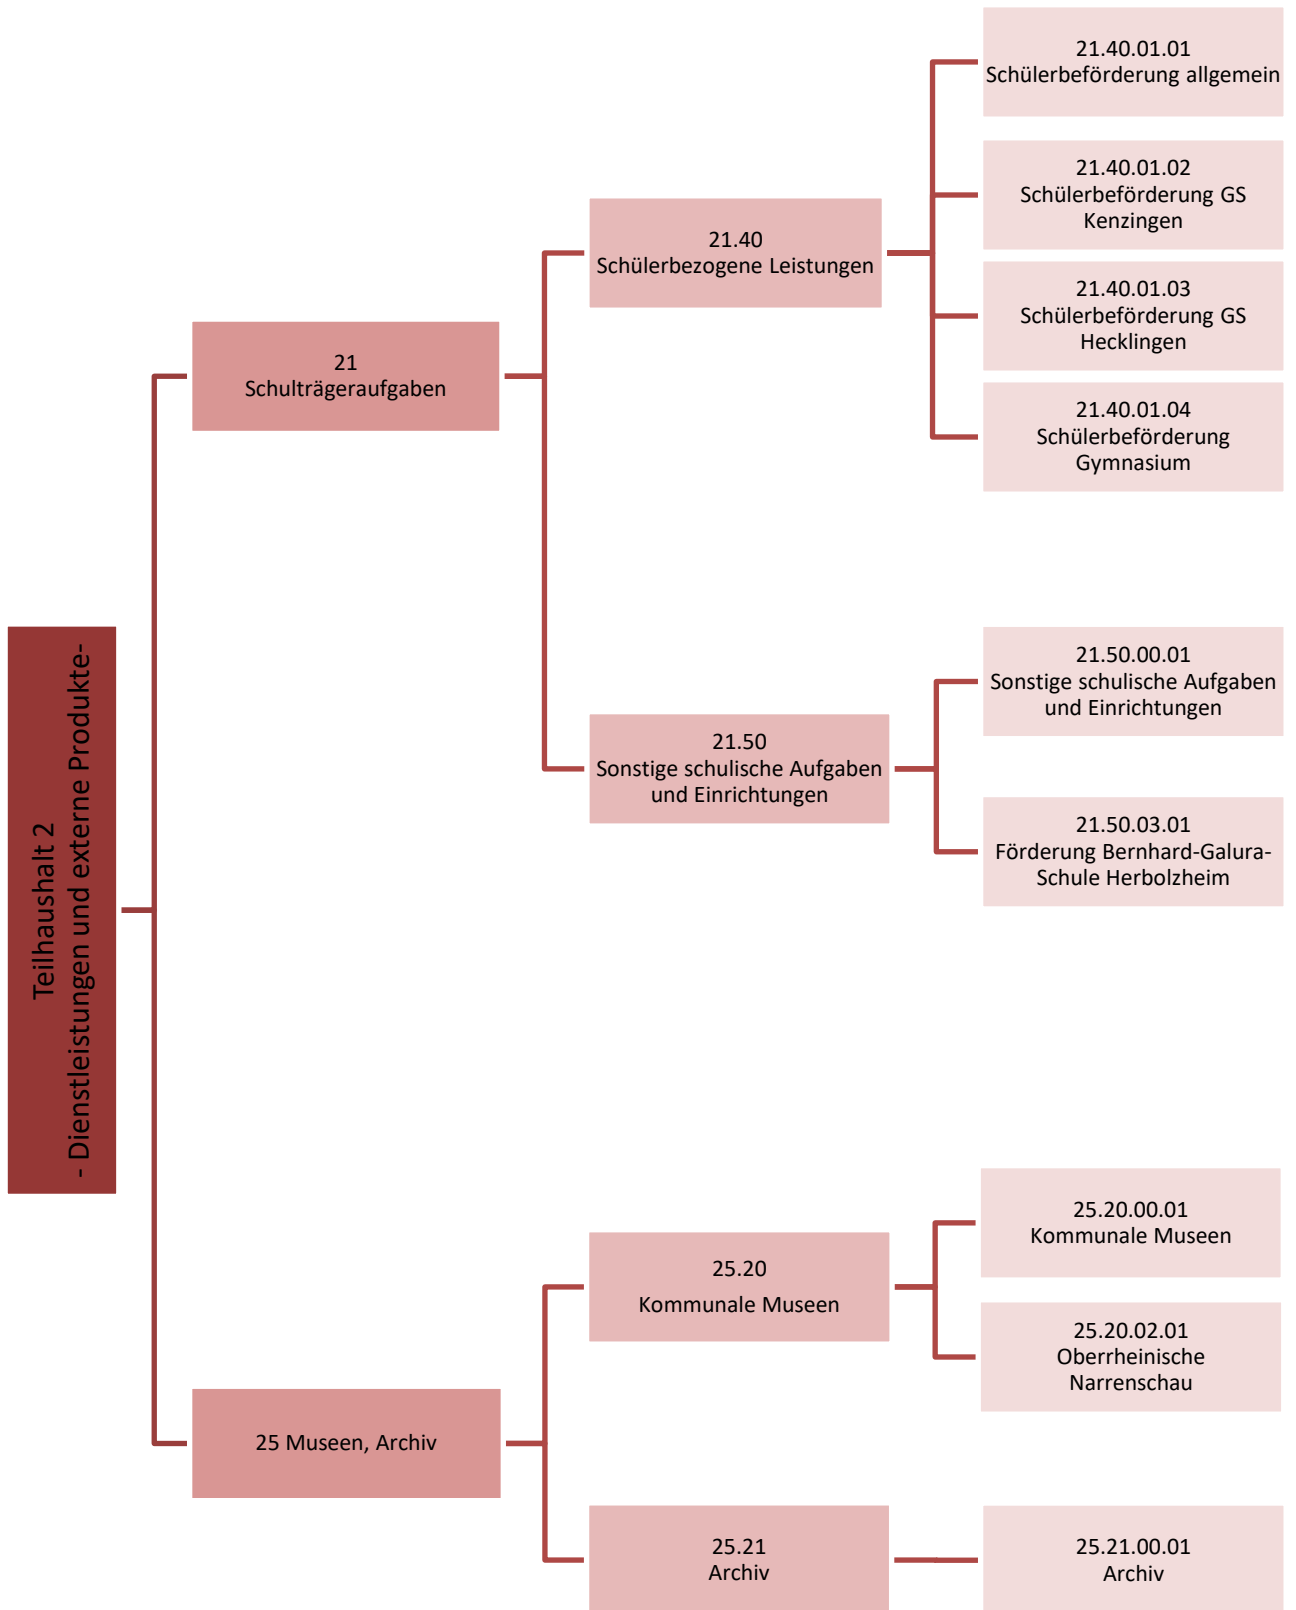 Teilhaushalt 2
- Dienstleistungen und externe Produkte-
21
Schulträgeraufgaben
21.40
Schülerbezogene Leistungen
21.40.01.01
Schülerbeförderung allgemein
21.40.01.02
Schülerbeförderung GS
Kenzingen
21.40.01.03
Schülerbeförderung GS
Hecklingen
21.40.01.04
Schülerbeförderung
Gymnasium
21.50
Sonstige schulische Aufgaben
und Einrichtungen
21.50.00.01
Sonstige schulische Aufgaben
und Einrichtungen
21.50.03.01
Förderung Bernhard-Galura-
Schule Herbolzheim
25 Museen, Archiv
25.20
Kommunale Museen
25.20.00.01
Kommunale Museen
25.20.02.01
Oberrheinische
Narrenschau
25.21
Archiv
25.21.00.01
Archiv